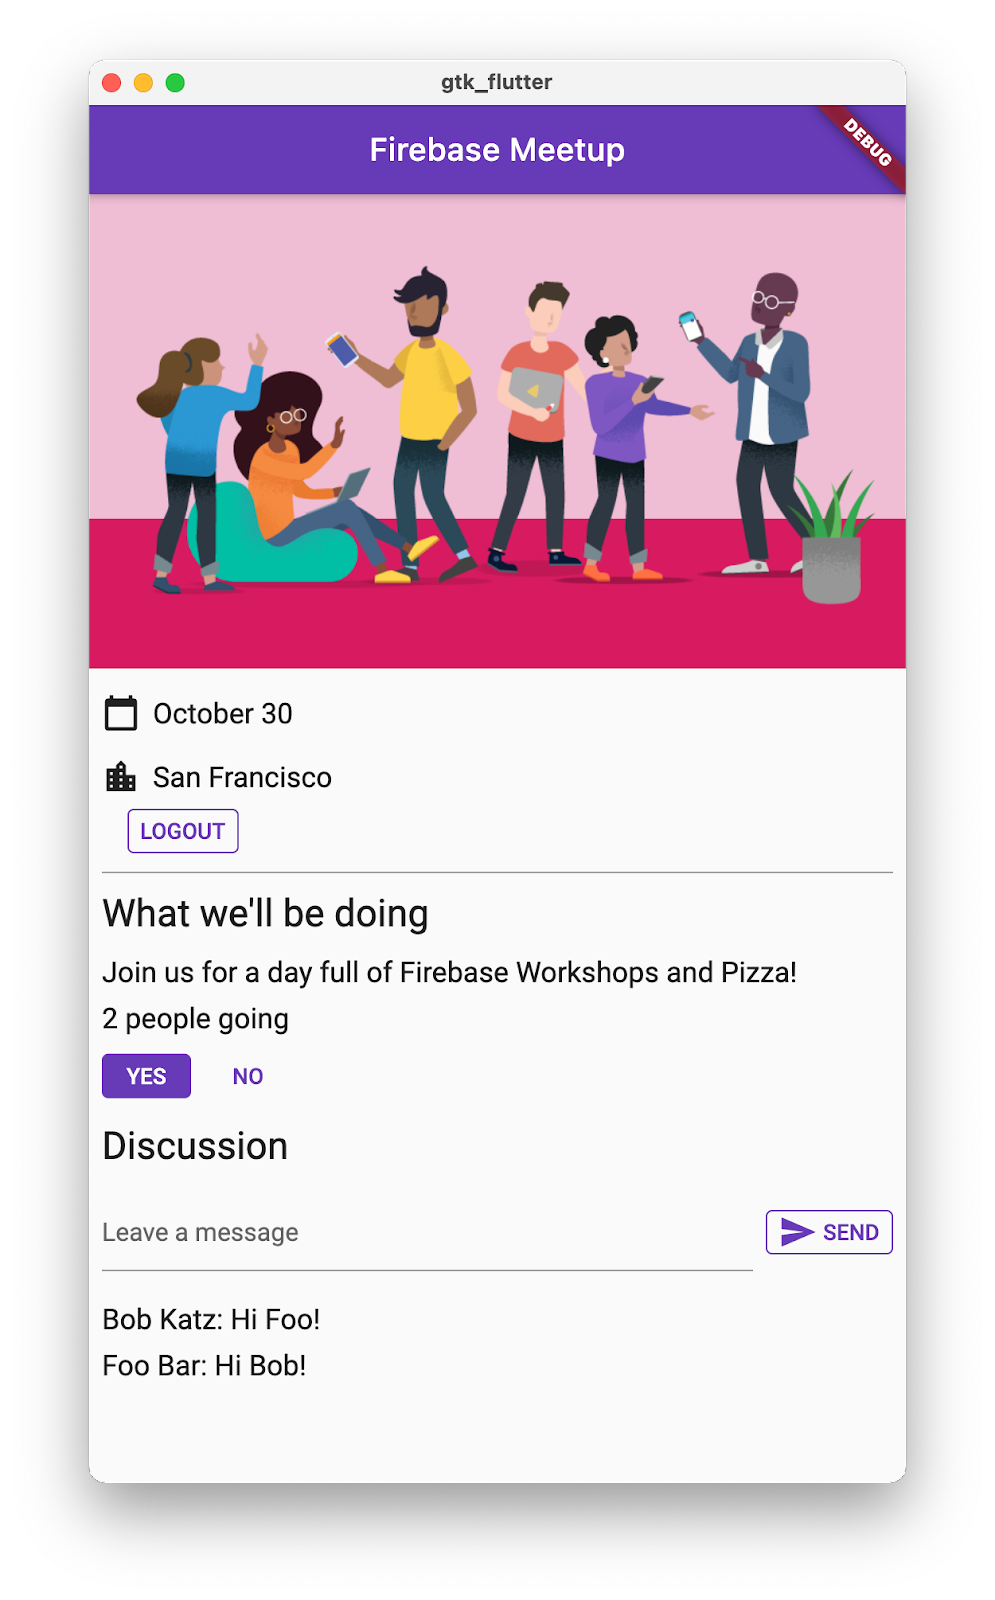 gtk_flutter
Firebase Meetup
DEBUG
October 30
San Francisco
LOGOUT
What we'll be doing
Join us for a day full of Firebase Workshops and Pizza!
2 people going
YES NO
Discussion
Leave a message SEND
Bob Katz: Hi Foo!
Foo Bar: Hi Bob!